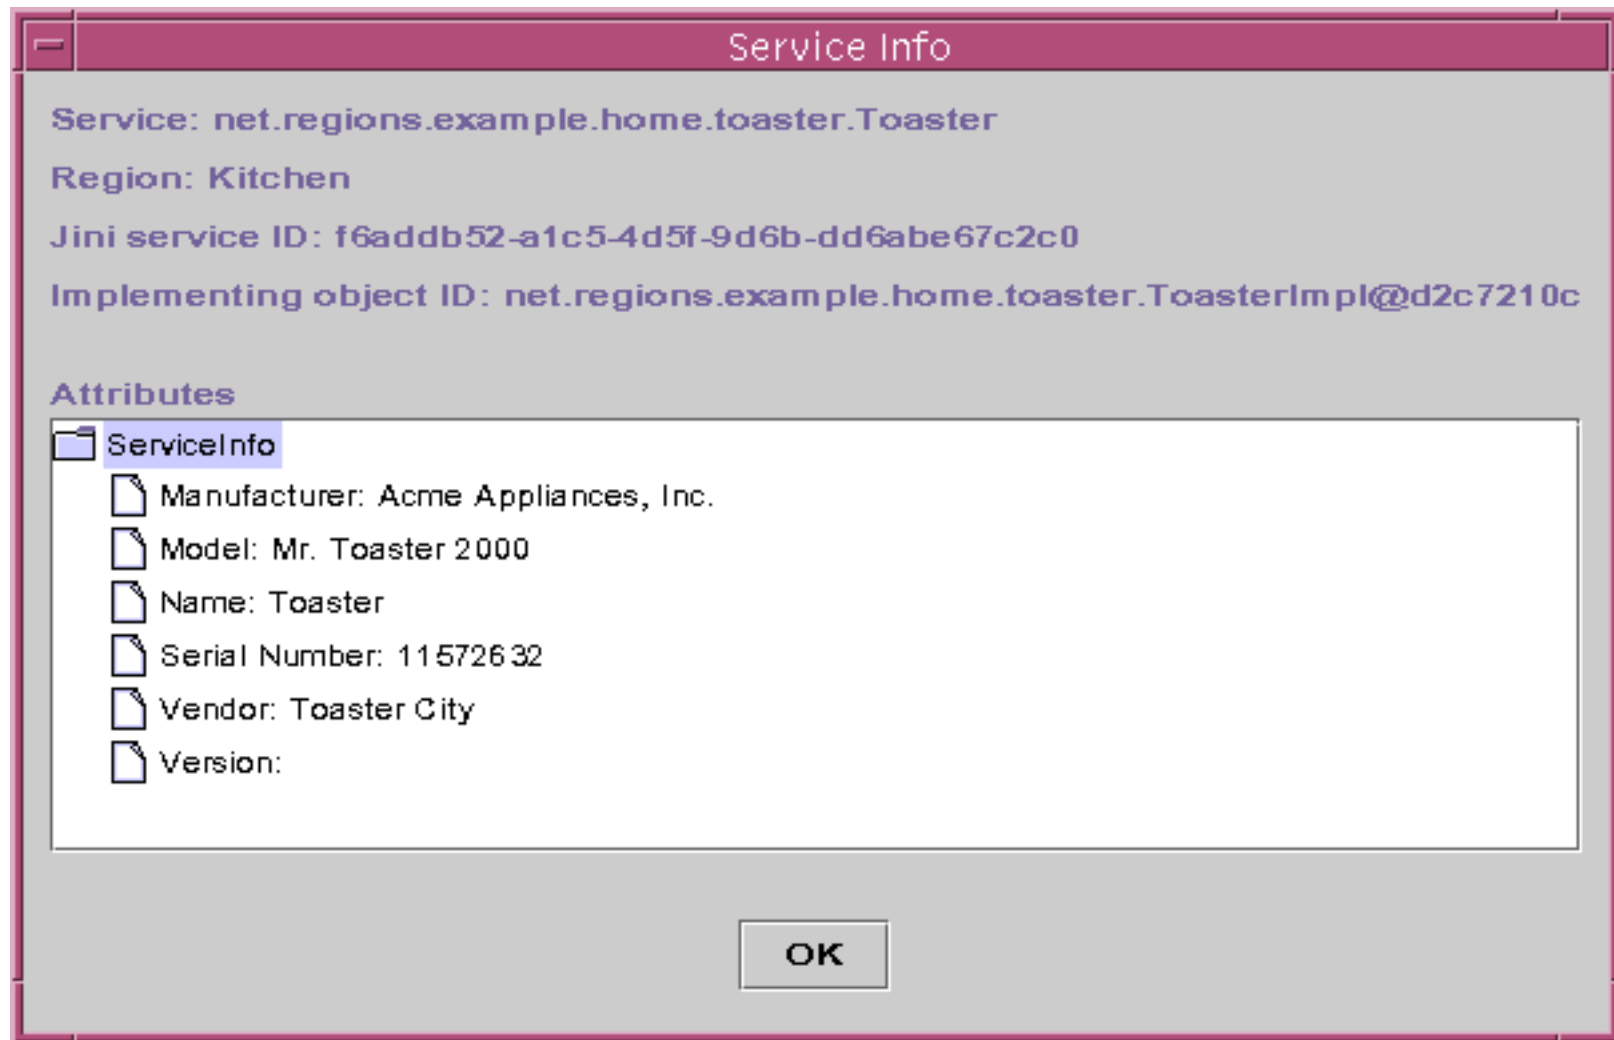 Service Info
Service: net.regions.example.home.toaster.Toaster
Region: Kitchen
Jini service ID: f6addb52-a1c5-4d5f-9d6b-dd6abe67c2c0
Implementing object ID: net.regions.example.home.toaster.ToasterImpl@d2c7210c
Attributes
ServiceInfo
Manufacturer: Acme Appliances, Inc.
Model: Mr. Toaster 2000
Name: Toaster
Serial Number: 11572632
Vendor: Toaster City
Version:
OK